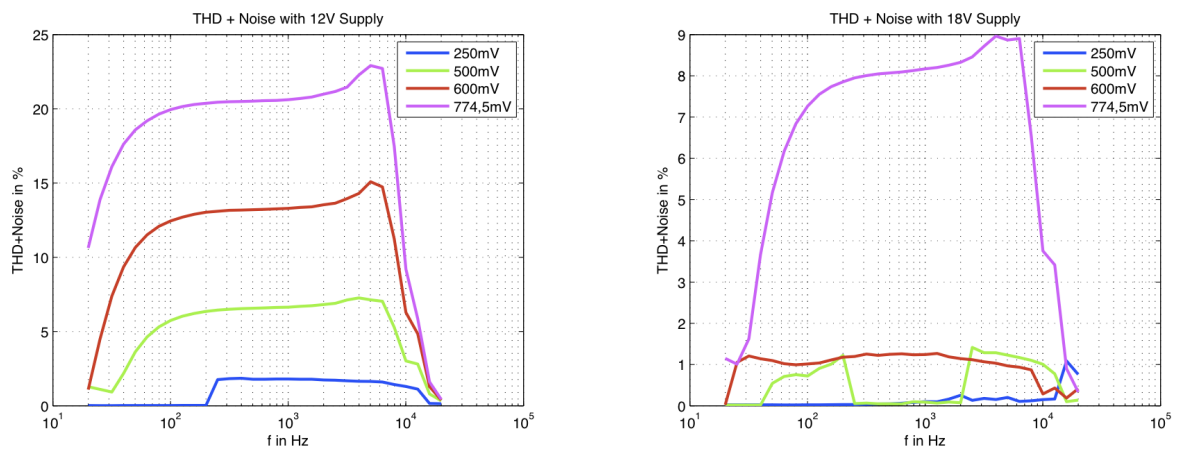 THD + Noise with 12V Supply
25
20
15
10
5
0
THD+Noise in %
10^1
10^2
10^3
10^4
10^5
f in Hz
250mV
500mV
600mV
774,5mV
THD + Noise with 18V Supply
9
8
7
6
5
4
3
2
1
0
THD+Noise in %
10^1
10^2
10^3
10^4
10^5
f in Hz
250mV
500mV
600mV
774,5mV